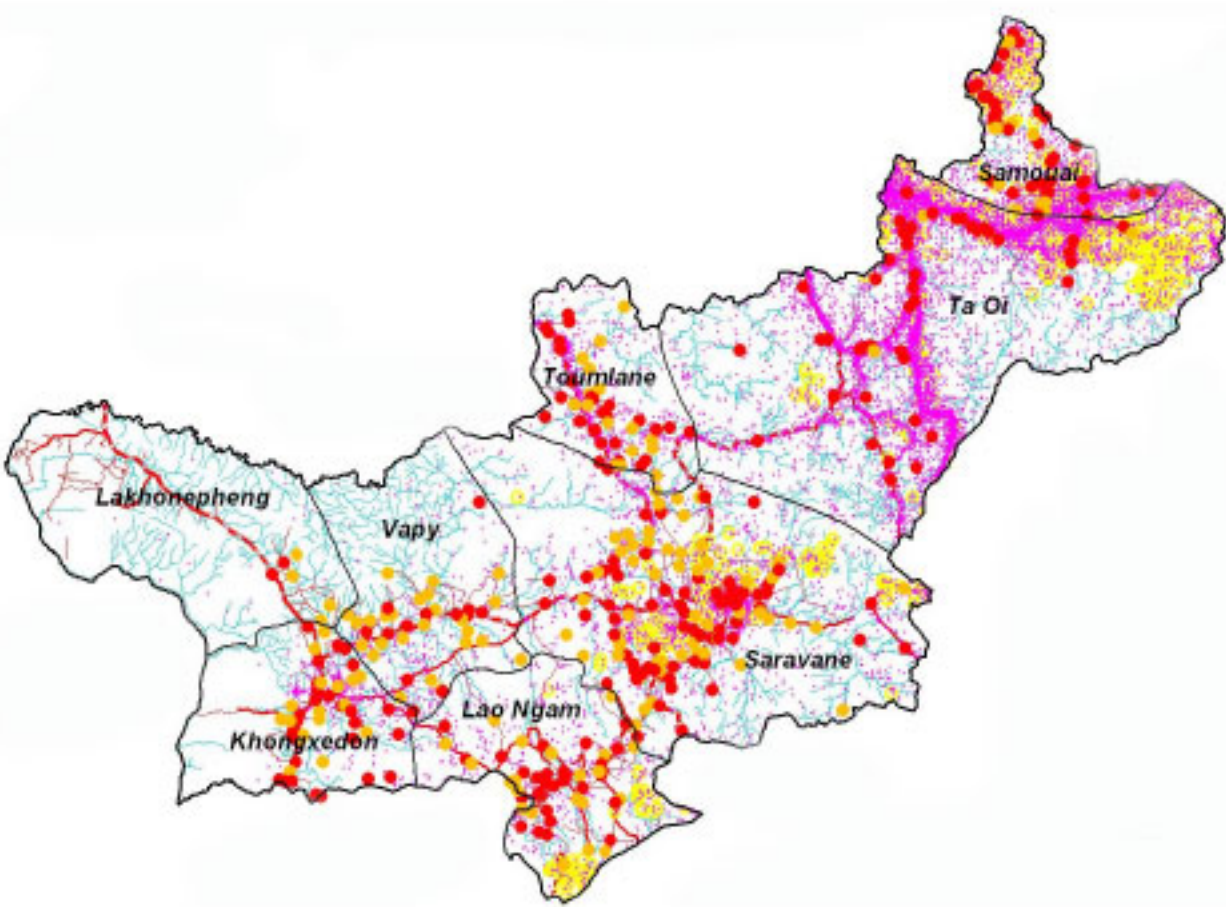 Samouai
Ta Oi
Toumlane
Lakhonepheng
Vapy
Saravane
Lao Ngam
Khongxedon